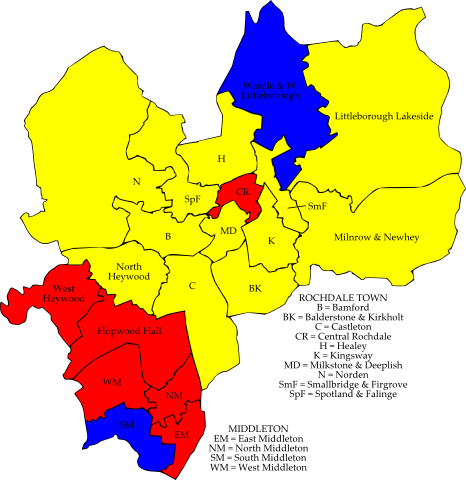 Wardle & W.
Littleborough
Littleborough Lakeside
H
N
SpF
CR
SmF
B
MD
K
Milnrow & Newhey
North
Heywood
C
BK
West
Heywood
Hopwood Hall
WM
NM
SM
EM
ROCHDALE TOWN
B = Bamford
BK = Balderstone & Kirkholt
C = Castleton
CR = Central Rochdale
H = Healey
K = Kingsway
MD = Milkstone & Deeplish
N = Norden
SmF = Smallbridge & Firgrove
SpF = Spotland & Falinge
MIDDLETON
EM = East Middleton
NM = North Middleton
SM = South Middleton
WM = West Middleton